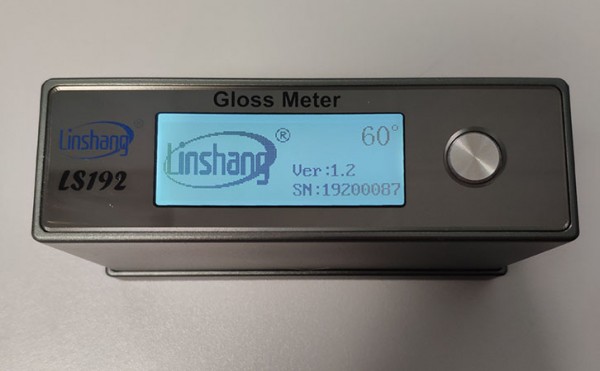 Gloss Meter
Linshang®
LS192
Linshang®
60°
Ver:1.2
SN:19200087